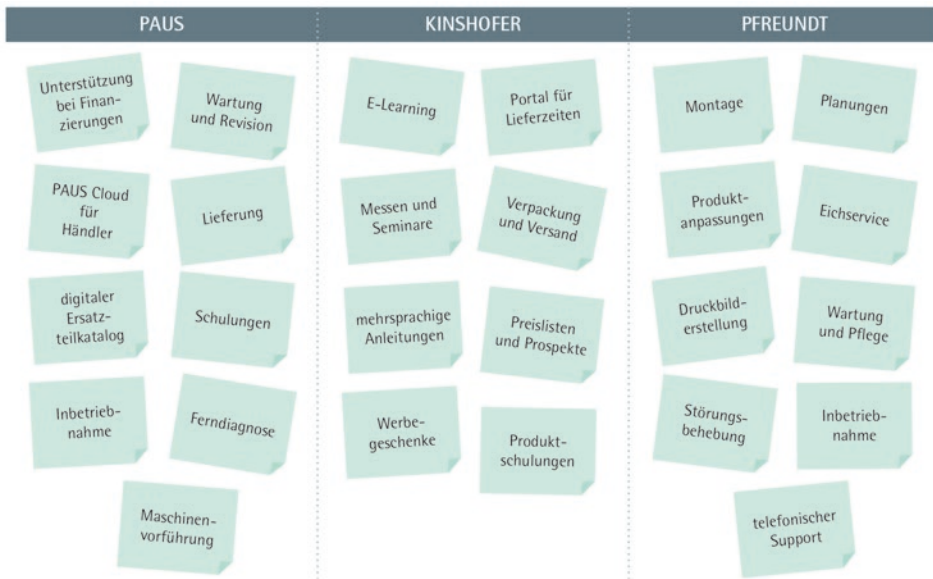 PAUS
Unterstützung
bei Finan-
zierungen
Wartung
und Revision
PAUS Cloud
für
Händler
Lieferung
digitaler
Ersatz-
teilkatalog
Schulungen
Inbetrieb-
nahme
Ferndiagnose
Maschinen-
vorführung
KINSHOFER
E-Learning
Portal für
Lieferzeiten
Messen und
Seminare
Verpackung
und Versand
mehrsprachige
Anleitungen
Preislisten
und Prospekte
Werbe-
geschenke
Produkt-
schulungen
PFREUNDT
Montage
Planungen
Produkt-
anpassungen
Eichservice
Druckbild-
erstellung
Wartung
und Pflege
Störungs-
behebung
Inbetrieb-
nahme
telefonischer
Support